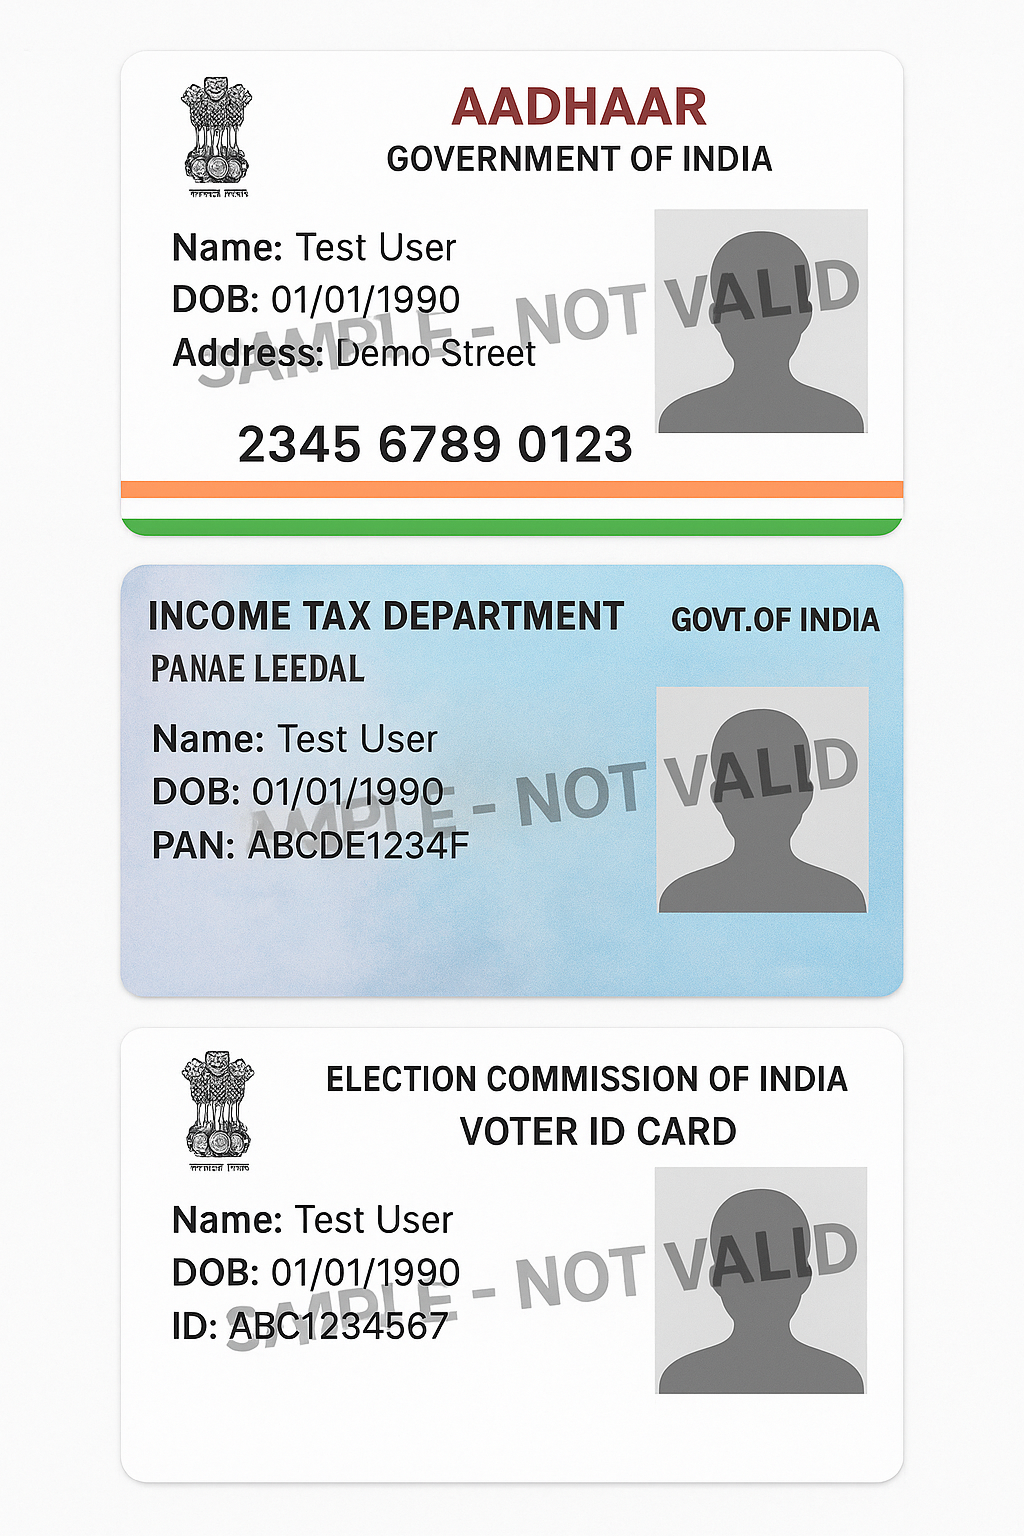 AADHAAR
GOVERNMENT OF INDIA
Name: Test User
DOB: 01/01/1990
Address: Demo Street
SAMPLE - NOT VALID
2345 6789 0123
INCOME TAX DEPARTMENT GOVT.OF INDIA
PANAE LEEDAL
Name: Test User
DOB: 01/01/1990
PAN: ABCDE1234F
AMPLE - NOT VALID
ELECTION COMMISSION OF INDIA
VOTER ID CARD
Name: Test User
DOB: 01/01/1990
ID: ABC1234567
SAMPLE - NOT VALID